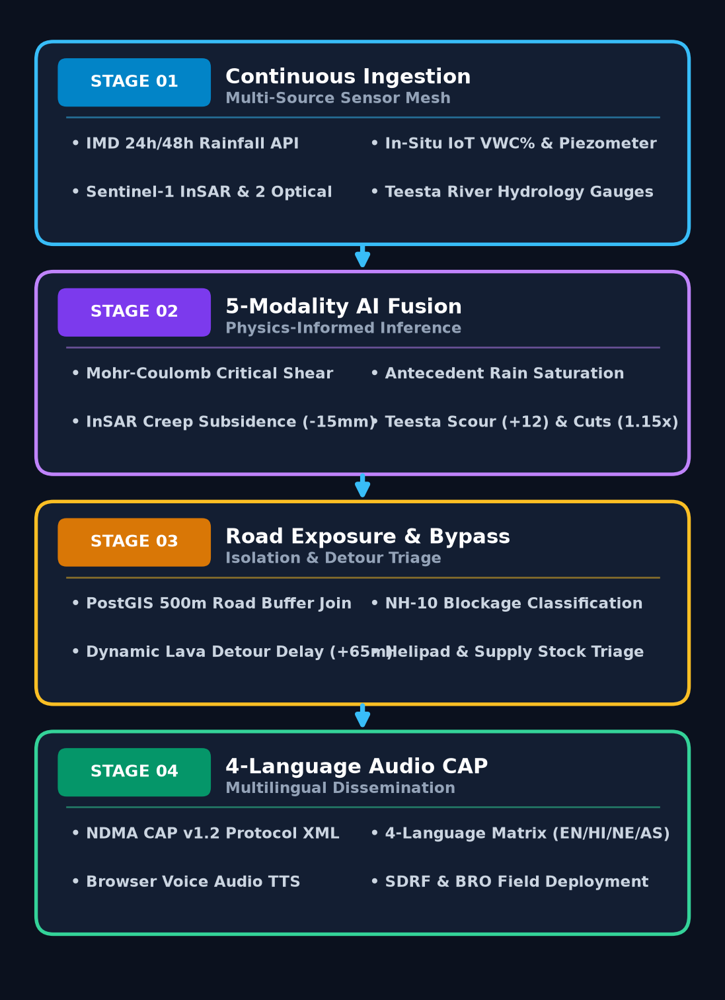 STAGE 01
Continuous Ingestion
Multi-Source Sensor Mesh
• IMD 24h/48h Rainfall API
• In-Situ IoT VWC% & Piezometer
• Sentinel-1 InSAR & 2 Optical
• Teesta River Hydrology Gauges
STAGE 02
5-Modality AI Fusion
Physics-Informed Inference
• Mohr-Coulomb Critical Shear
• Antecedent Rain Saturation
• InSAR Creep Subsidence (-15mm)
• Teesta Scour (+12) & Cuts (1.15x)
STAGE 03
Road Exposure & Bypass
Isolation & Detour Triage
• PostGIS 500m Road Buffer Join
• NH-10 Blockage Classification
• Dynamic Lava Detour Delay (+65m)
• Helipad & Supply Stock Triage
STAGE 04
4-Language Audio CAP
Multilingual Dissemination
• NDMA CAP v1.2 Protocol XML
• 4-Language Matrix (EN/HI/NE/AS)
• Browser Voice Audio TTS
• SDRF & BRO Field Deployment